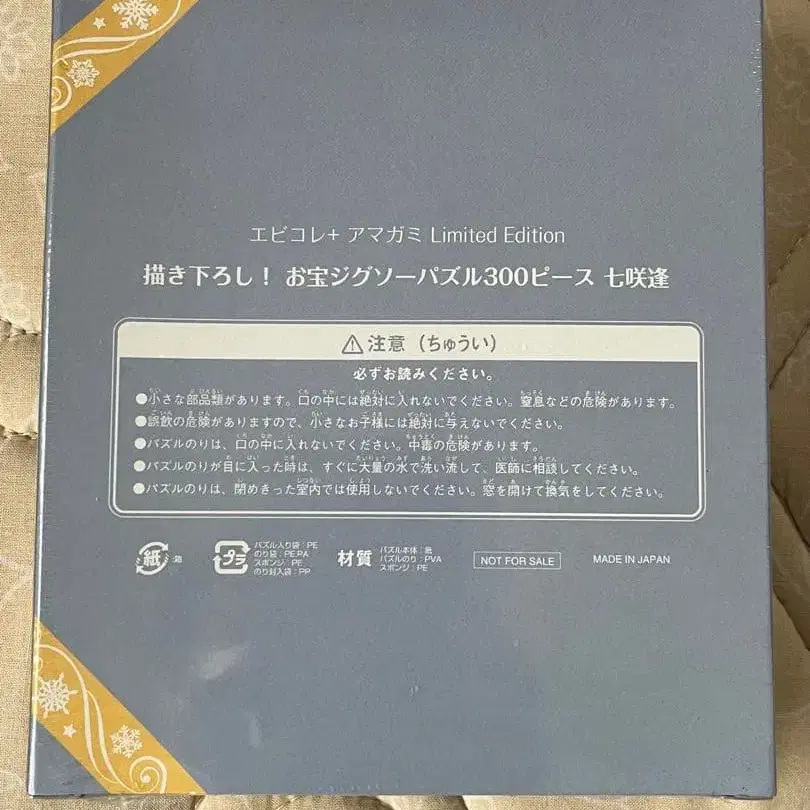 エビコレ+ アマガミ Limited Edition
描き下ろし！ お宝ジグソーパズル300ピース 七咲逢
⚠注意（ちゅうい）
必ずお読みください。
●小さな部品類があります。口の中には絶対に入れないでください。窒息などの危険があります。
●誤飲の危険がありますので、小さなお子様には絶対に与えないでください。
●パズルのりは、口の中に入れないでください。中毒の危険があります。
●パズルのりが目に入った時は、すぐに大量の水で洗い流して、医師に相談してください。
●パズルのりは、閉めきった室内では使用しないでください。窓を開けて換気をしてください。
紙 :箱
プラ
パズル入り袋：PE
のり袋：PE,PA
スポンジ：PE
のり封入袋：PP
材質
パズル本体：紙
パズルのり：PVA
スポンジ：PE
NOT FOR SALE
MADE IN JAPAN